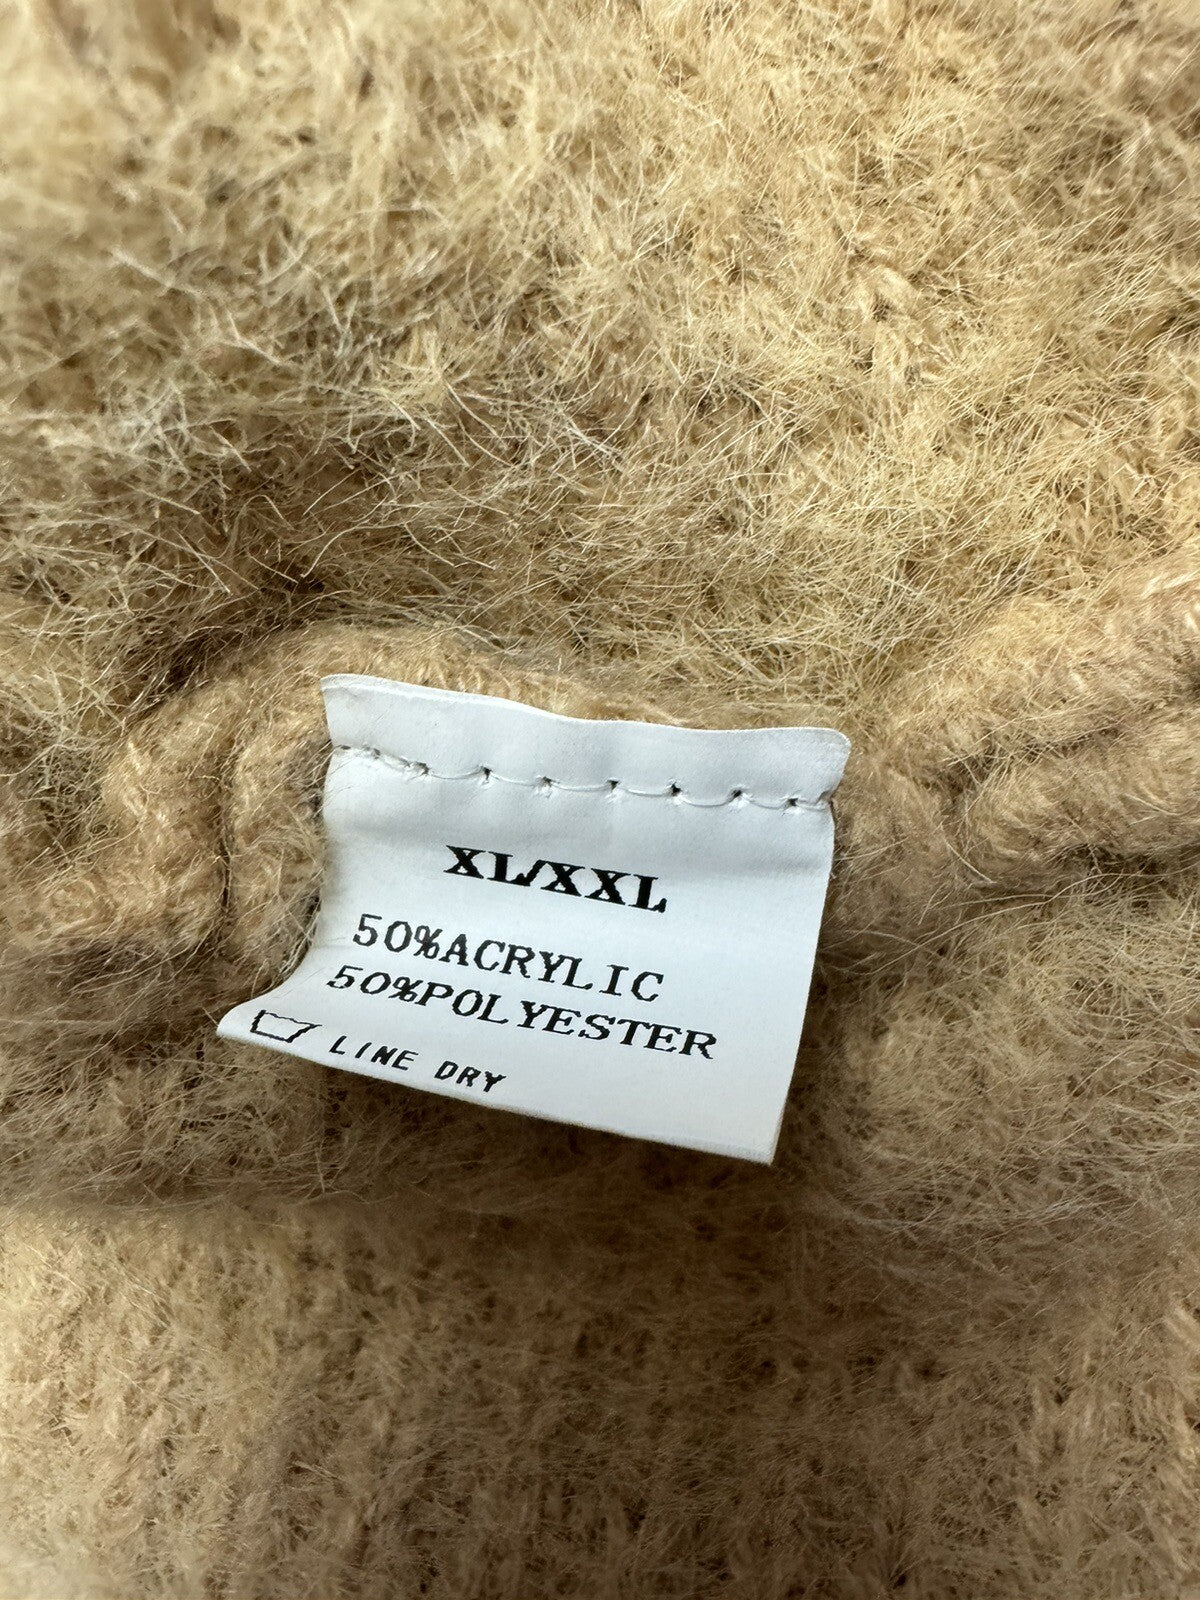 XL/XXL
50%ACRYLIC
50%POLYESTER
LINE DRY